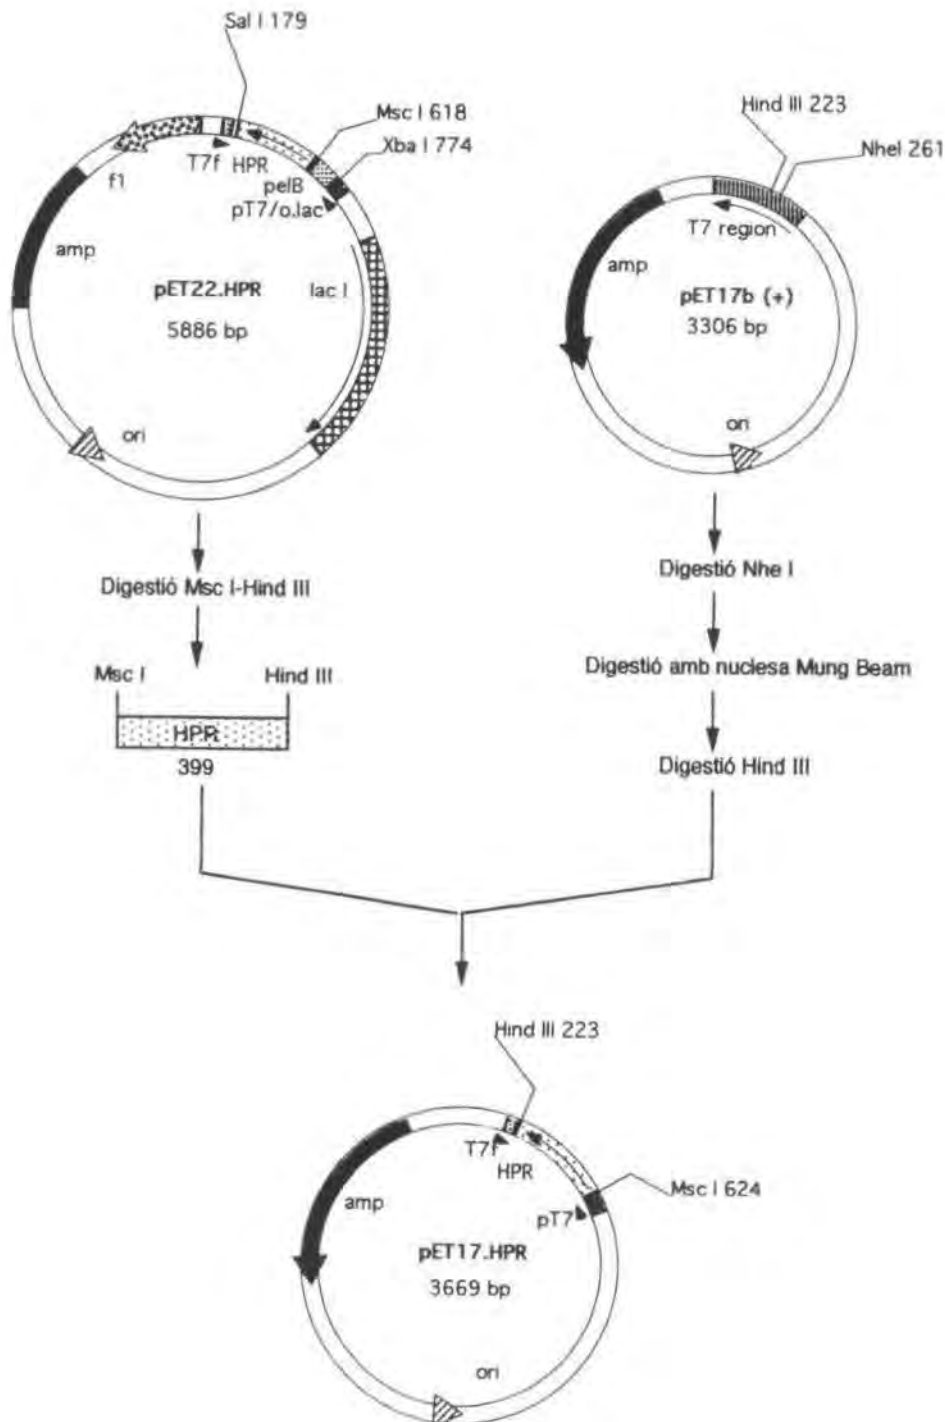 Sal I 179
Msc I 618
Xba I 774
T7f
HPR
pelB
pT7/o.lac
f1
amp
lac I
pET22.HPR
5886 bp
ori
Hind III 223
NheI 261
T7 region
amp
pET17b (+)
3306 bp
ori
Digestió Msc I-Hind III
Digestió Nhe I
Msc I
Hind III
HPR
399
Digestió amb nuclesa Mung Beam
Digestió Hind III
Hind III 223
T7f
HPR
Msc I 624
amp
pT7
pET17.HPR
3669 bp
ori